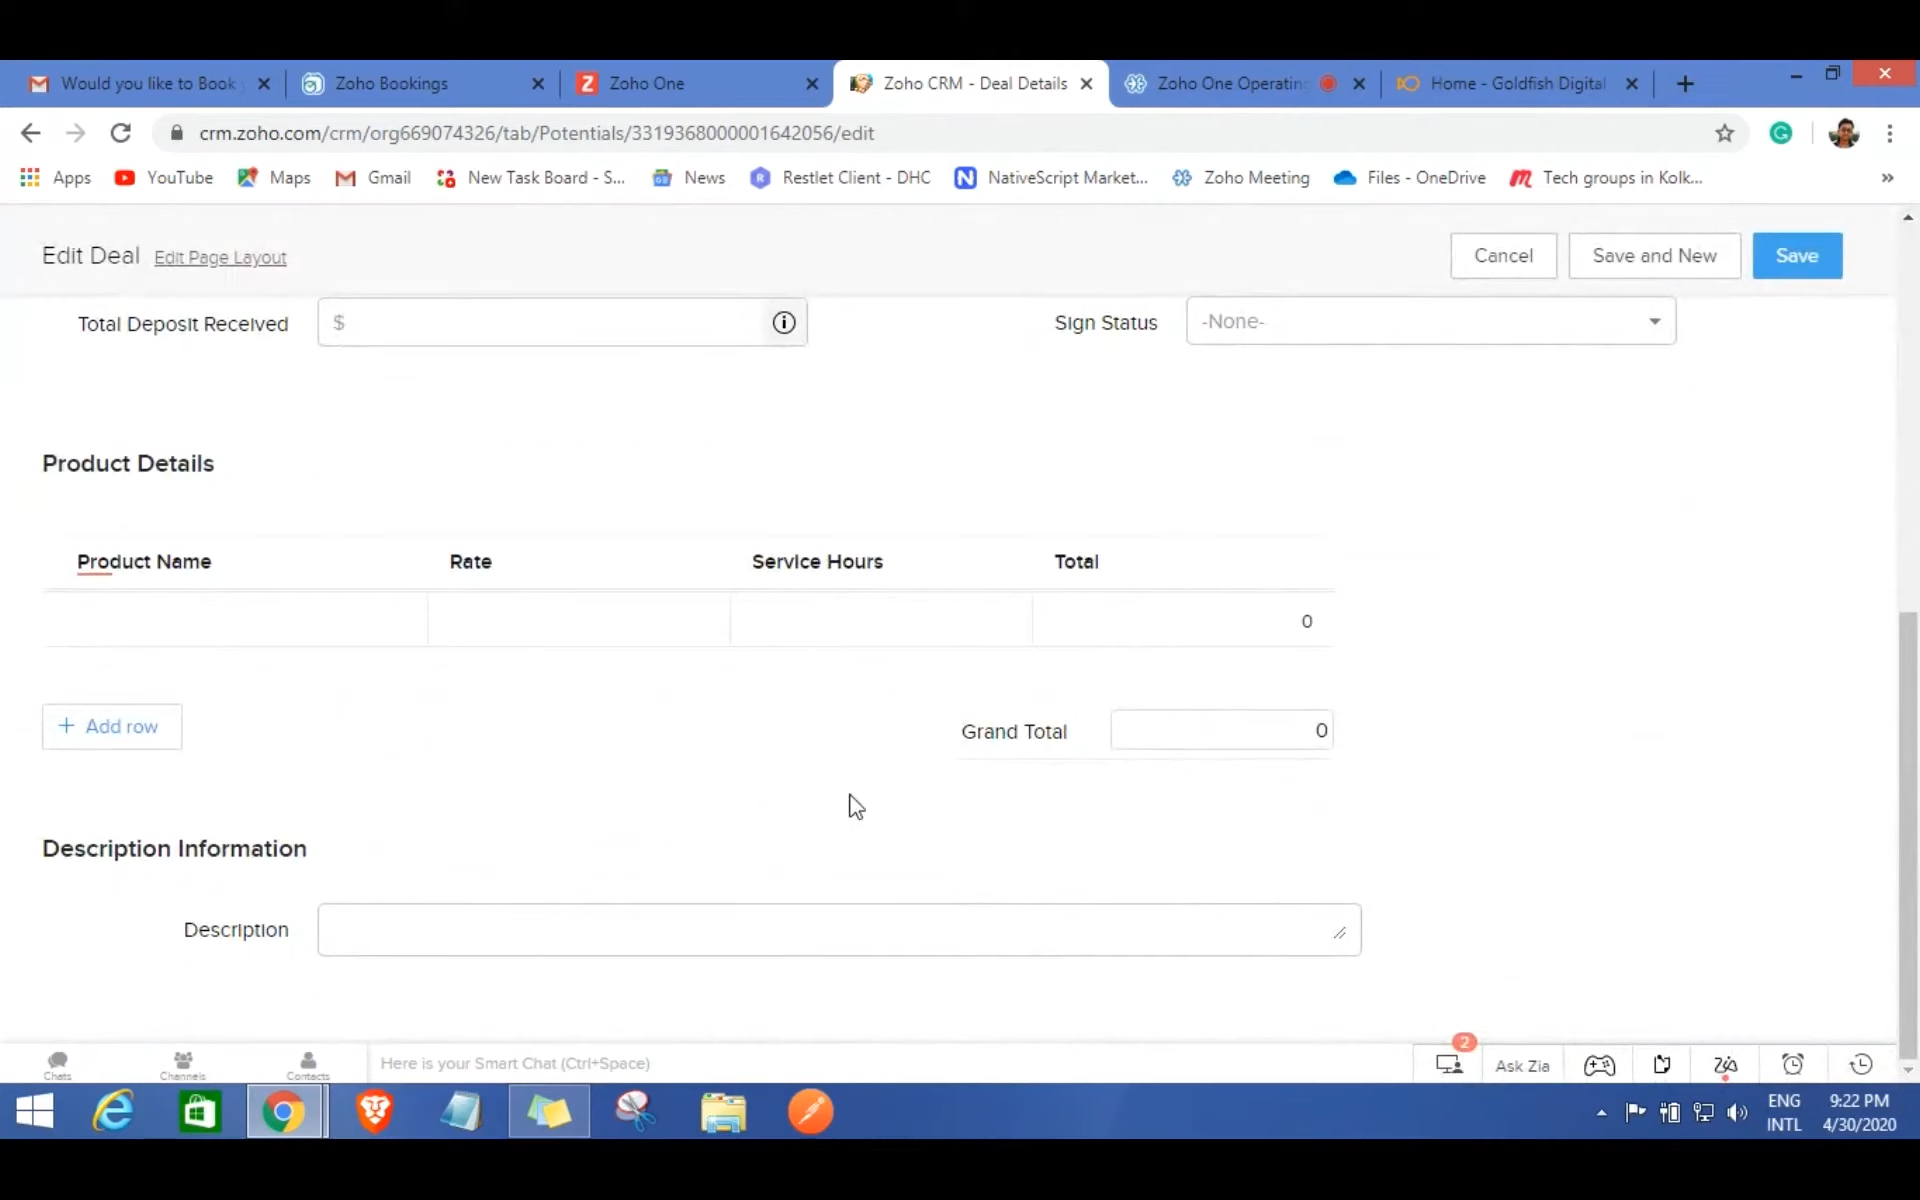 Would you like to Book y
Zoho Bookings
Zoho One
Zoho CRM - Deal Details
Zoho One Operating
Home - Goldfish Digital
crm.zoho.com/crm/org669074326/tab/Potentials/3319368000001642056/edit
Apps
YouTube
Maps
Gmail
New Task Board - S...
News
Restlet Client - DHC
NativeScript Market...
Zoho Meeting
Files - OneDrive
Tech groups in Kolk...
»
Edit Deal
Edit Page Layout
Cancel
Save and New
Save
Total Deposit Received
$
Sign Status
-None-
Product Details
Product Name
Rate
Service Hours
Total
0
+ Add row
Grand Total
0
Description Information
Description
Chats
Channels
Contacts
Here is your Smart Chat (Ctrl+Space)
2
Ask Zia
ENG
INTL
9:22 PM
4/30/2020